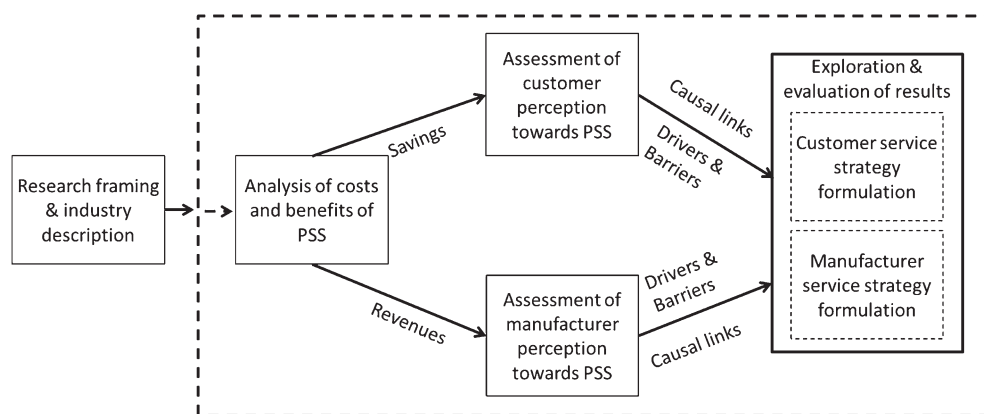 Research framing
& industry
description
Analysis of costs
and benefits of
PSS
Savings
Revenues
Assessment of
customer
perception
towards PSS
Assessment of
manufacturer
perception
towards PSS
Causal links
Drivers &
Barriers
Drivers &
Barriers
Causal links
Exploration &
evaluation of results
Customer service
strategy
formulation
Manufacturer
service strategy
formulation